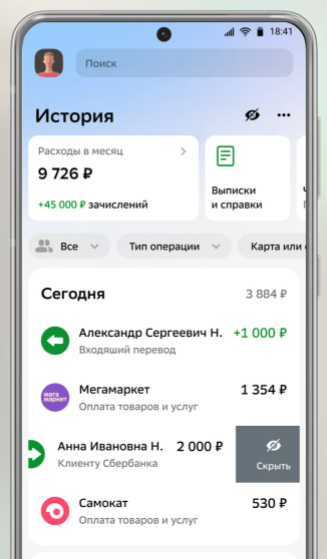 18:41
Поиск
История
Расходы в месяц
9 726 ₽
+45 000 ₽ зачислений
Выписки
и справки
Все
Тип операции
Карта или
Сегодня
3 884 ₽
Александр Сергеевич Н. +1 000 ₽
Входяший перевод
мега
маркет
Мегамаркет
1 354 ₽
Оплата товаров и услуг
Анна Ивановна Н. 2 000 ₽
Клиенту Сбербанка
Скрыть
Самокат
530 ₽
Оплата товаров и услуг